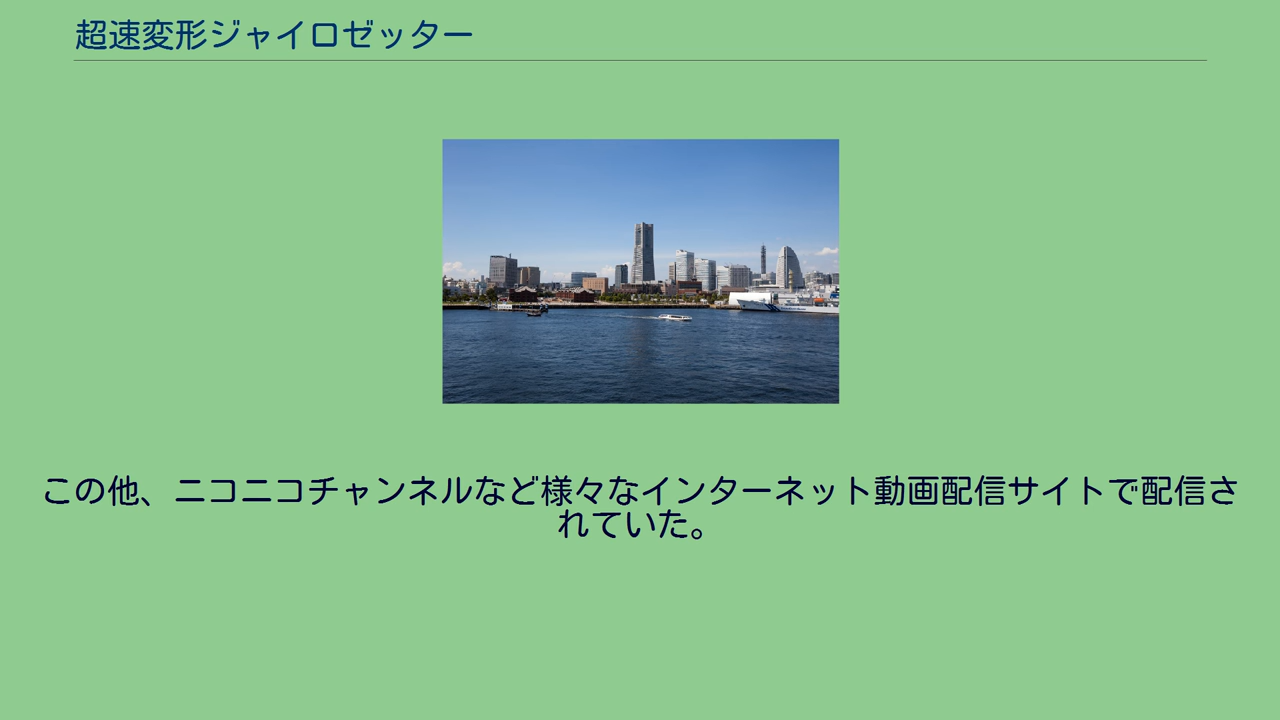 超速変形ジャイロゼッター
この他、ニコニコチャンネルなど様々なインターネット動画配信サイトで配信さ
れていた。